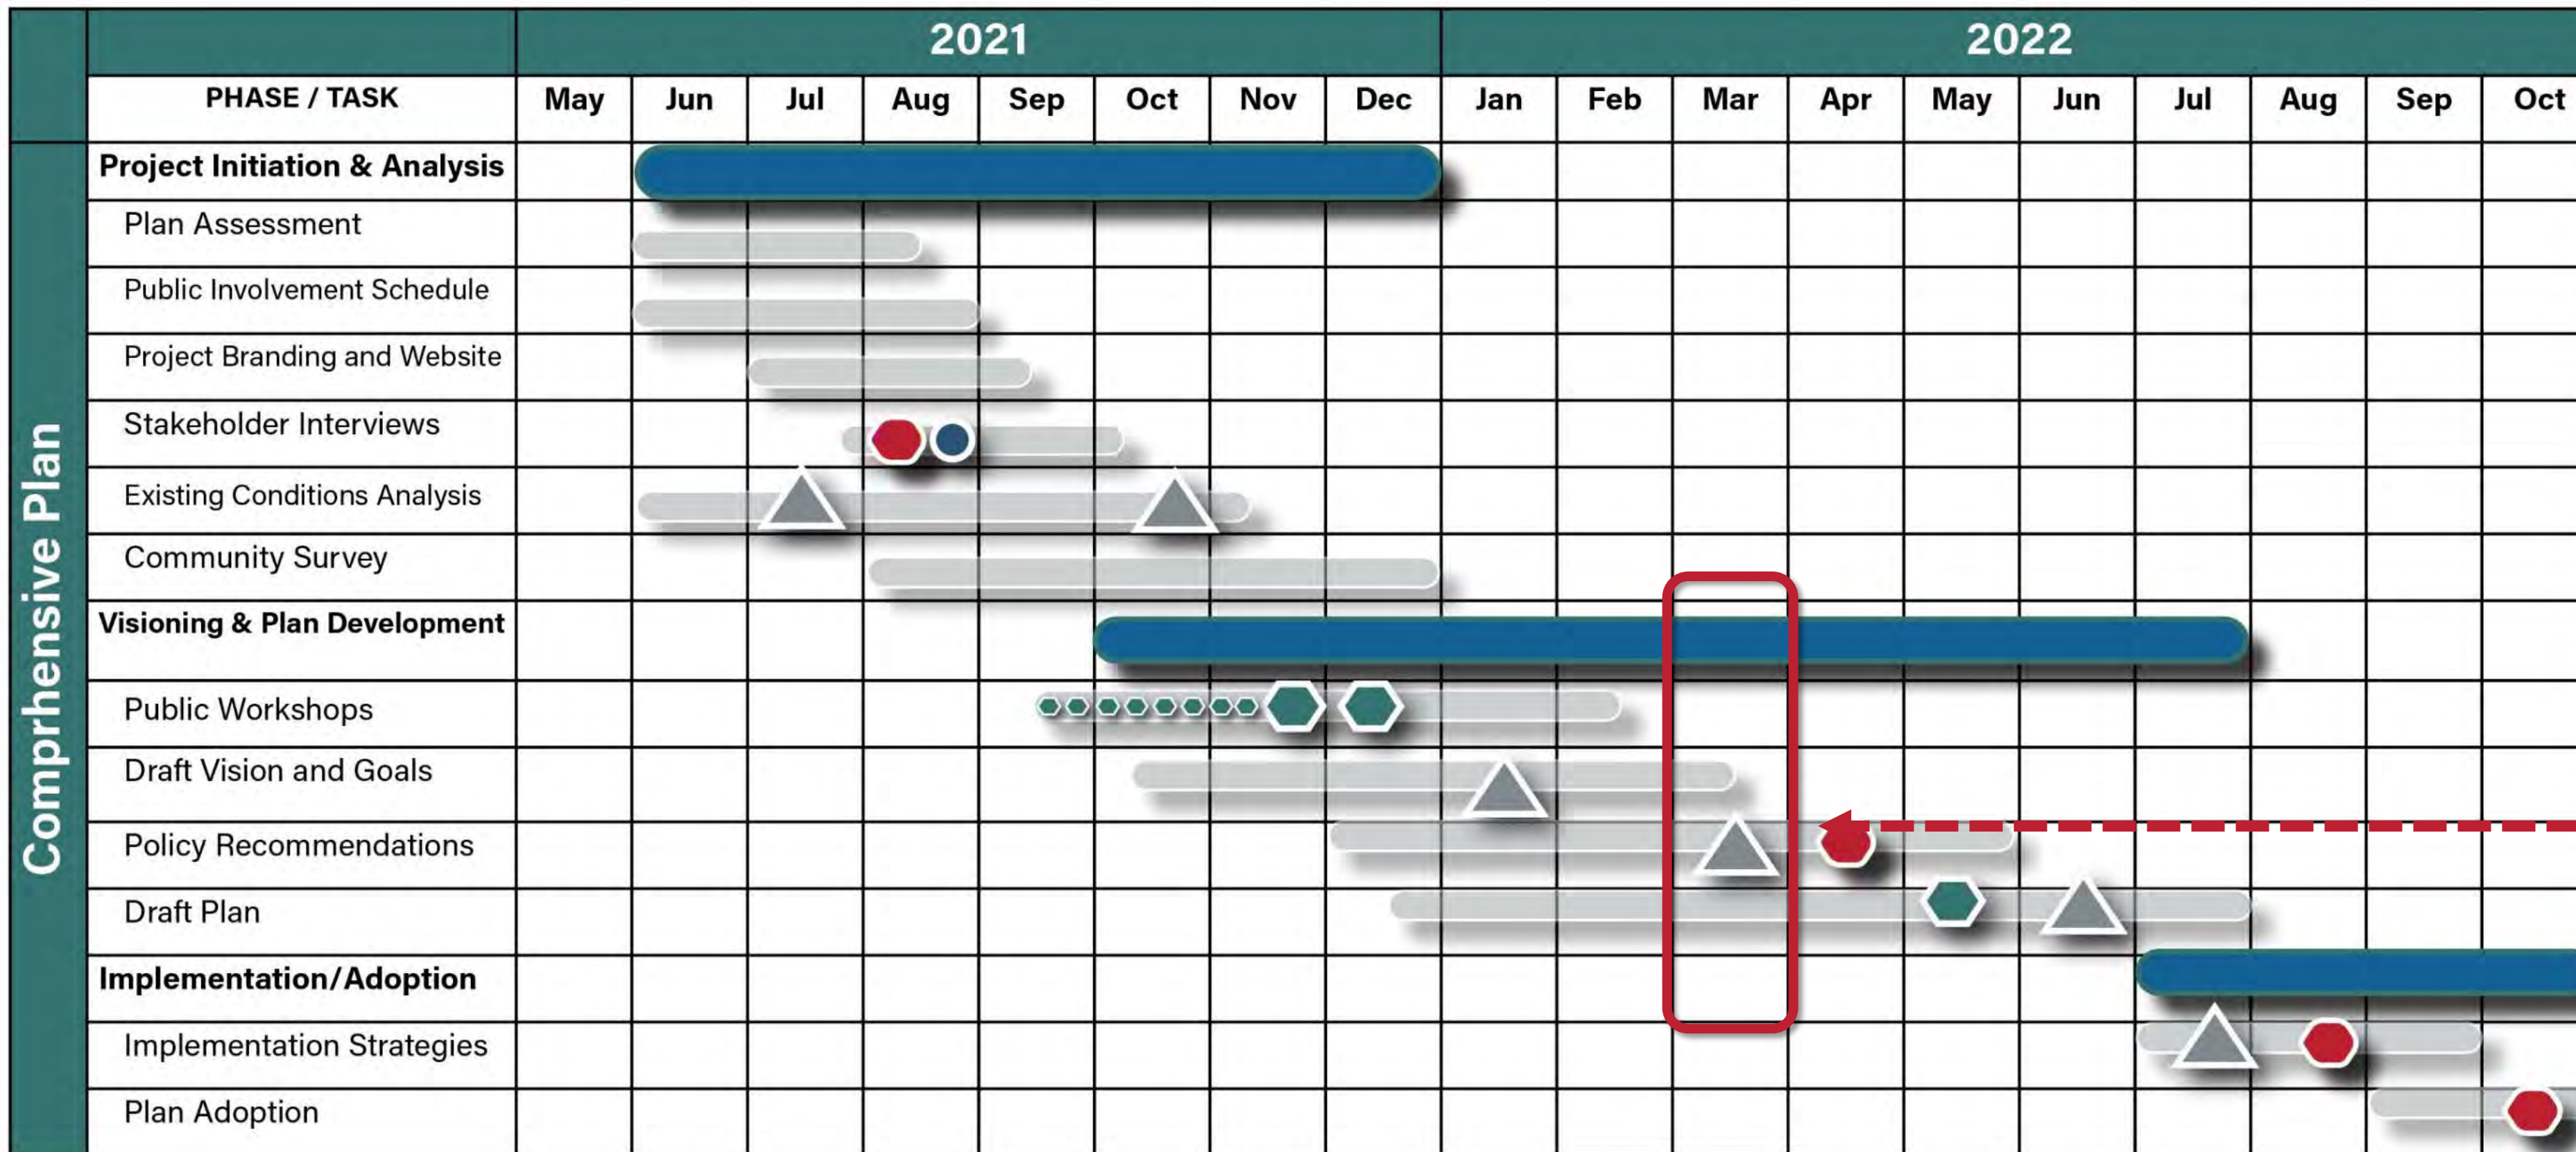 2021 2022
PHASE / TASK May Jun Jul Aug Sep Oct Nov Dec Jan Feb Mar Apr May Jun Jul Aug Sep Oct
Comprhensive Plan
Project Initiation & Analysis
Plan Assessment
Public Involvement Schedule
Project Branding and Website
Stakeholder Interviews
Existing Conditions Analysis
Community Survey
Visioning & Plan Development
Public Workshops
Draft Vision and Goals
Policy Recommendations
Draft Plan
Implementation/Adoption
Implementation Strategies
Plan Adoption